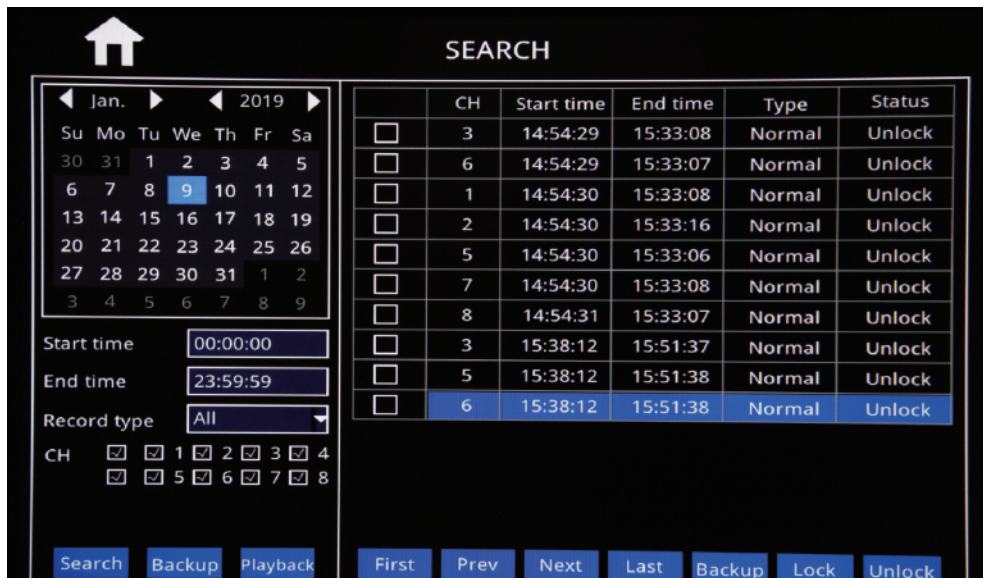 SEARCH
Jan. 2019
Su Mo Tu We Th Fr Sa
30 31 1 2 3 4 5
6 7 8 9 10 11 12
13 14 15 16 17 18 19
20 21 22 23 24 25 26
27 28 29 30 31 1 2
3 4 5 6 7 8 9
Start time 00:00:00
End time 23:59:59
Record type All
CH 1 2 3 4
5 6 7 8
Search Backup Playback
CH Start time End time Type Status
3 14:54:29 15:33:08 Normal Unlock
6 14:54:29 15:33:07 Normal Unlock
1 14:54:30 15:33:08 Normal Unlock
2 14:54:30 15:33:16 Normal Unlock
5 14:54:30 15:33:06 Normal Unlock
7 14:54:30 15:33:08 Normal Unlock
8 14:54:31 15:33:07 Normal Unlock
3 15:38:12 15:51:37 Normal Unlock
5 15:38:12 15:51:38 Normal Unlock
6 15:38:12 15:51:38 Normal Unlock
First Prev Next Last Backup Lock Unlock